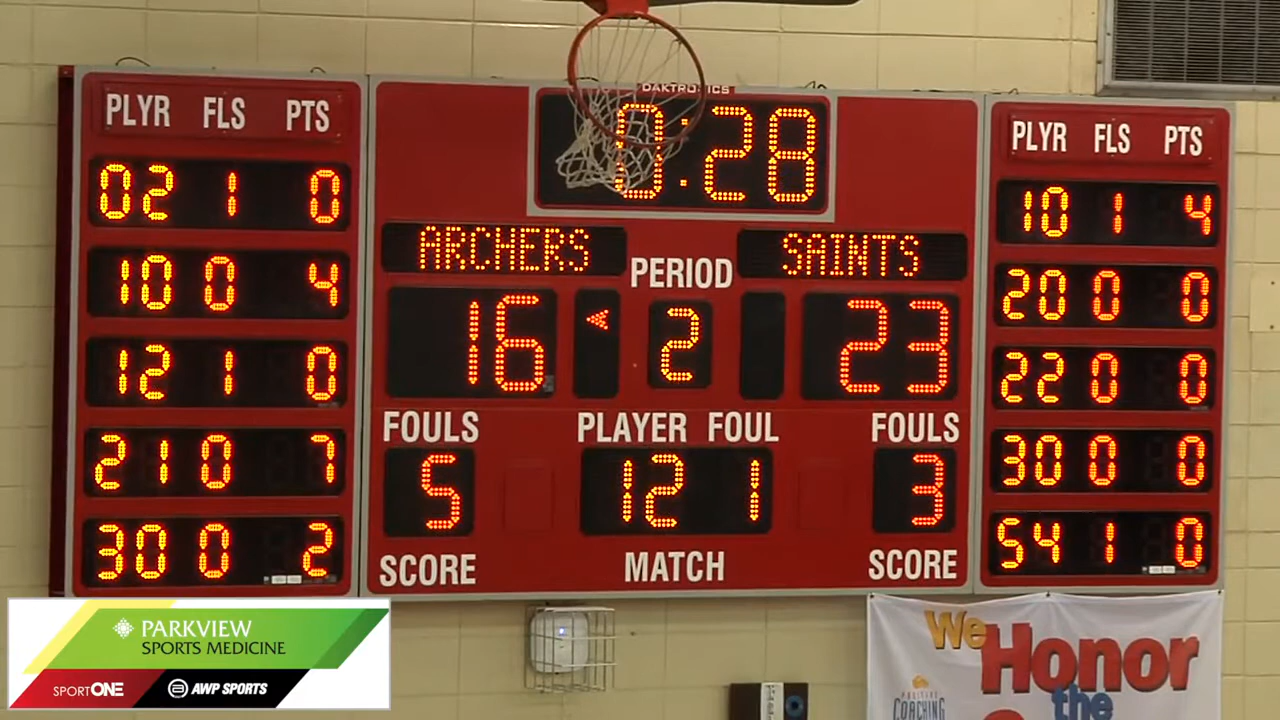 DAKTRONICS
0:28
PLYR FLS PTS
02 1 0
10 0 4
12 1 0
21 0 7
30 0 2
ARCHERS
SAINTS
PERIOD
16
2
23
FOULS
PLAYER FOUL
FOULS
5
12 1
3
SCORE
MATCH
SCORE
PLYR FLS PTS
10 1 4
20 0 0
22 0 0
30 0 0
54 1 0
PARKVIEW
SPORTS MEDICINE
SPORTONE
AWP SPORTS
We Honor
the
POSITIVE
COACHING